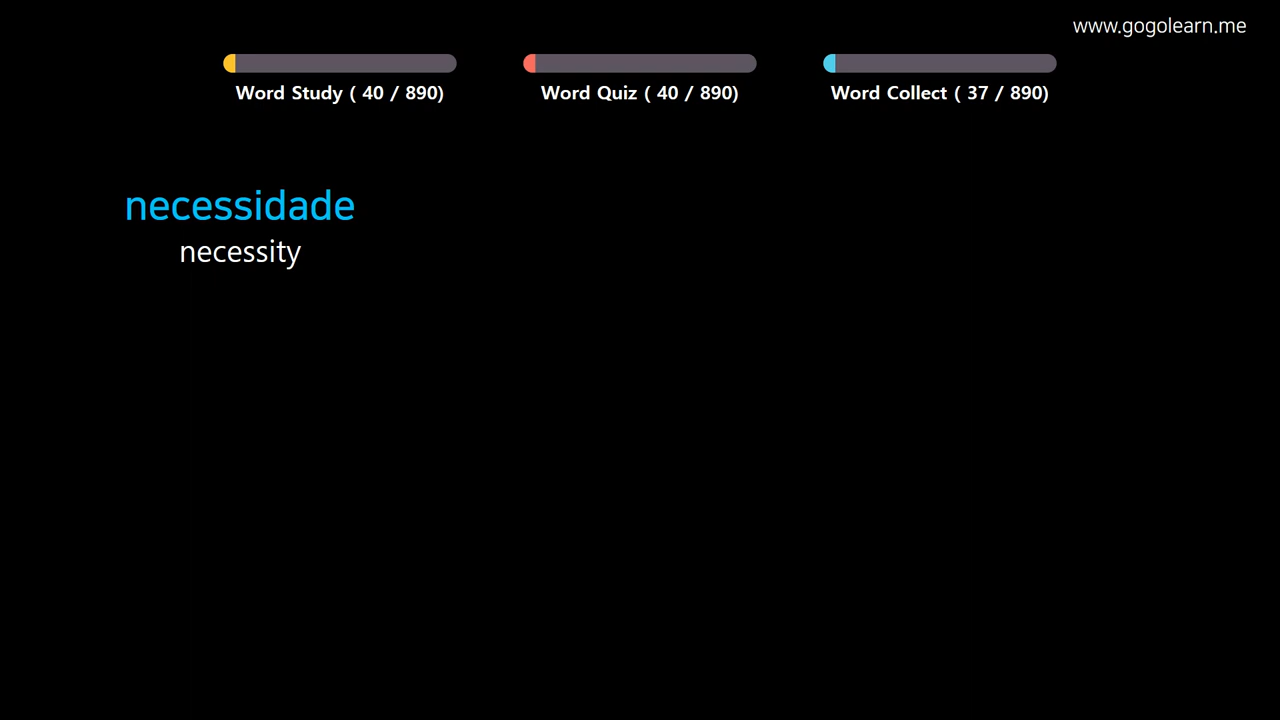 www.gogolearn.me
Word Study ( 40 / 890)
Word Quiz ( 40 / 890)
Word Collect ( 37 / 890)
necessidade
necessity